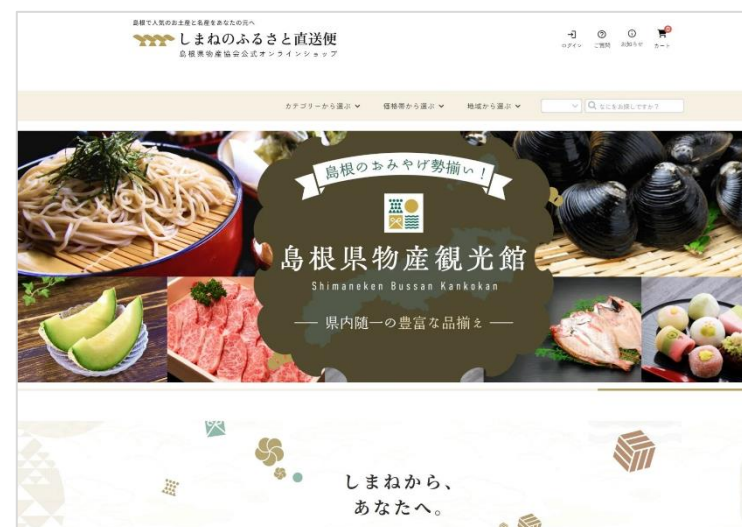 島根で人気のお土産と名産をあなたの元へ
しまねのふるさと直送便
島根県物産協会公式オンラインショップ
ログイン ご質問 お知らせ カート
0
カテゴリーから選ぶ 価格帯から選ぶ 地域から選ぶ なにをお探しですか？
島根のおみやげ勢揃い！
島根県物産観光館
Shimaneken Bussan Kankokan
県内随一の豊富な品揃え
しまねから、
あなたへ。